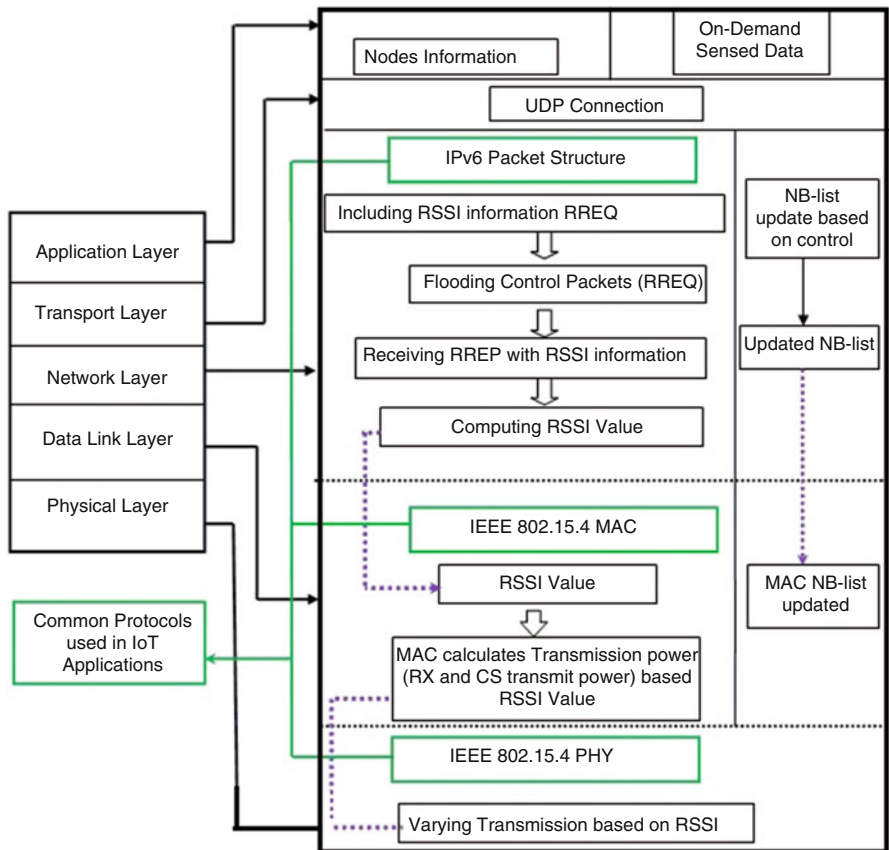 Nodes Information
On-Demand
Sensed Data
UDP Connection
IPv6 Packet Structure
Including RSSI information RREQ
Flooding Control Packets (RREQ)
Receiving RREP with RSSI information
Computing RSSI Value
NB-list
update based
on control
Updated NB-list
Application Layer
Transport Layer
Network Layer
Data Link Layer
Physical Layer
Common Protocols
used in IoT
Applications
IEEE 802.15.4 MAC
RSSI Value
MAC calculates Transmission power
(RX and CS transmit power) based
RSSI Value
MAC NB-list
updated
IEEE 802.15.4 PHY
Varying Transmission based on RSSI